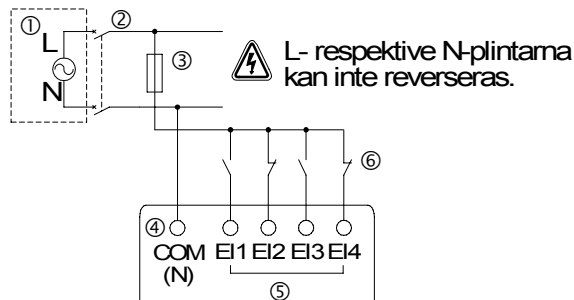 ① ②
L
N
③
L- respektive N-plintarna
kan inte reverseras.
⑥
④
COM EI1 EI2 EI3 EI4
(N)
⑤